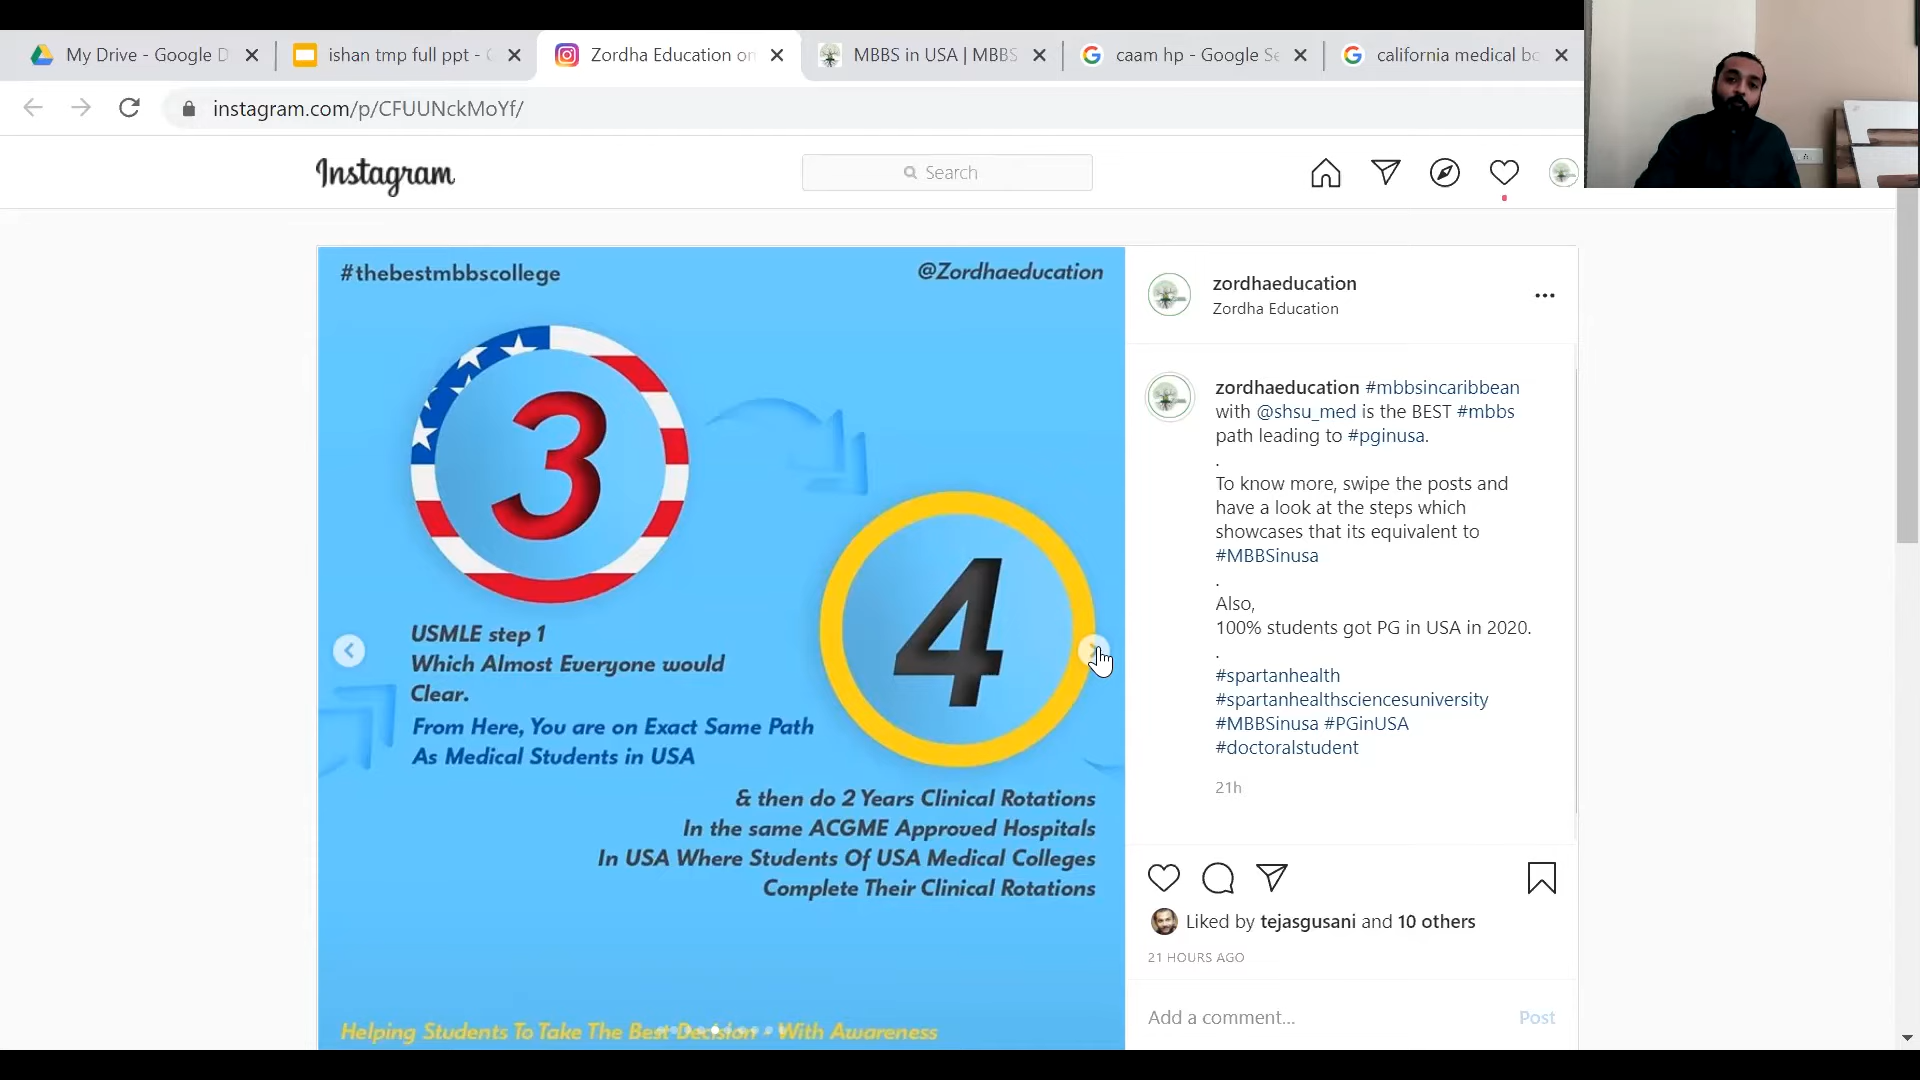 My Drive - Google D
ishan tmp full ppt - G
Zordha Education on
MBBS in USA | MBBS
caam hp - Google Se
california medical bo
instagram.com/p/CFUUNckMoYf/
Instagram
Search
#thebestmbbscollege
@Zordhaeducation
3
USMLE step 1
Which Almost Everyone would
Clear.
From Here, You are on Exact Same Path
As Medical Students in USA
4
& then do 2 Years Clinical Rotations
In the same ACGME Approved Hospitals
In USA Where Students Of USA Medical Colleges
Complete Their Clinical Rotations
Helping Students To Take The Best Decision - With Awareness
zordhaeducation
Zordha Education
zordhaeducation #mbbsincaribbean
with @shsu_med is the BEST #mbbs
path leading to #pginusa.
.
To know more, swipe the posts and
have a look at the steps which
showcases that its equivalent to
#MBBSinusa
.
Also,
100% students got PG in USA in 2020.
.
#spartanhealth
#spartanhealthsciencesuniversity
#MBBSinusa #PGinUSA
#doctoralstudent
21h
Liked by tejasgusani and 10 others
21 HOURS AGO
Add a comment...
Post